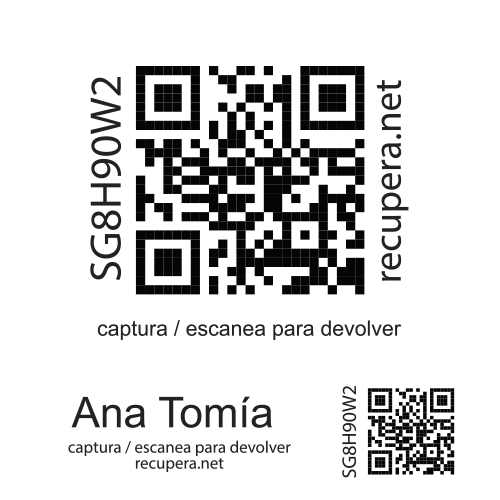 SG8H90W2
recupera.net
captura / escanea para devolver
Ana Tomía
captura / escanea para devolver
recupera.net
SG8H90W2